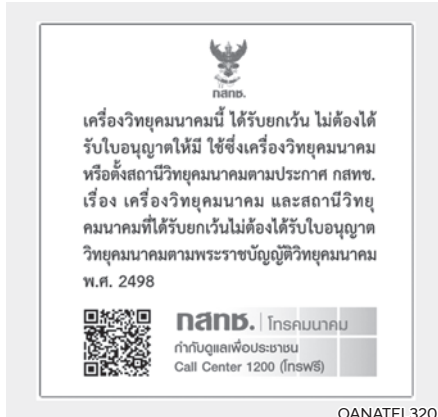 กสทช.
เครื่องวิทยุคมนาคมนี้ ได้รับยกเว้น ไม่ต้องได้
รับใบอนุญาตให้มี ใช้ซึ่งเครื่องวิทยุคมนาคม
หรือตั้งสถานีวิทยุคมนาคมตามประกาศ กสทช.
เรื่อง เครื่องวิทยุคมนาคม และสถานีวิทยุ
คมนาคมที่ได้รับยกเว้นไม่ต้องได้รับใบอนุญาต
วิทยุคมนาคมตามพระราชบัญญัติวิทยุคมนาคม
พ.ศ. 2498
กสทช. | โทรคมนาคม
กำกับดูแลเพื่อประชาชน
Call Center 1200 (โทรฟรี)
QANATEL320